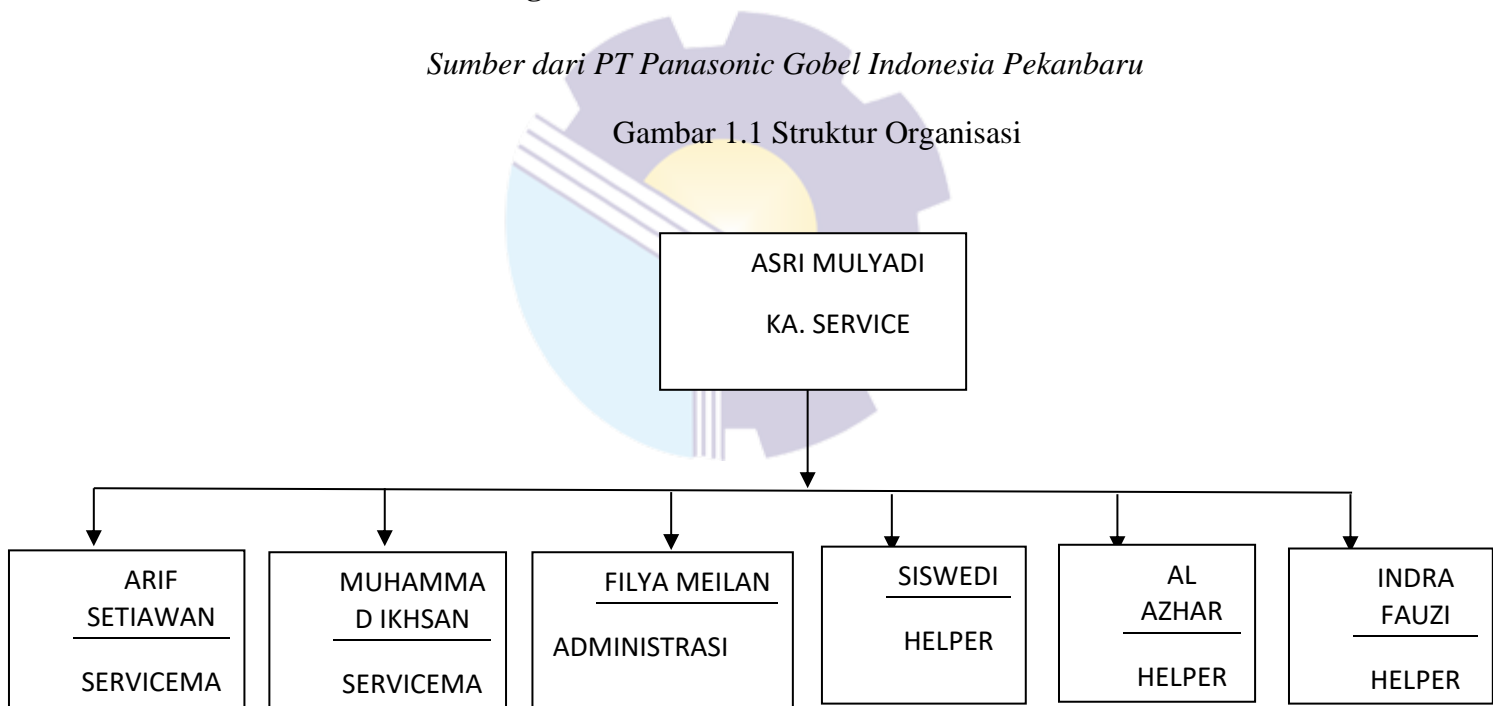 Sumber dari PT Panasonic Gobel Indonesia Pekanbaru
Gambar 1.1 Struktur Organisasi
ASRI MULYADI
KA. SERVICE
ARIF
SETIAWAN
SERVICEMA
MUHAMMA
D IKHSAN
SERVICEMA
FILYA MEILAN
ADMINISTRASI
SISWEDI
HELPER
AL
AZHAR
HELPER
INDRA
FAUZI
HELPER